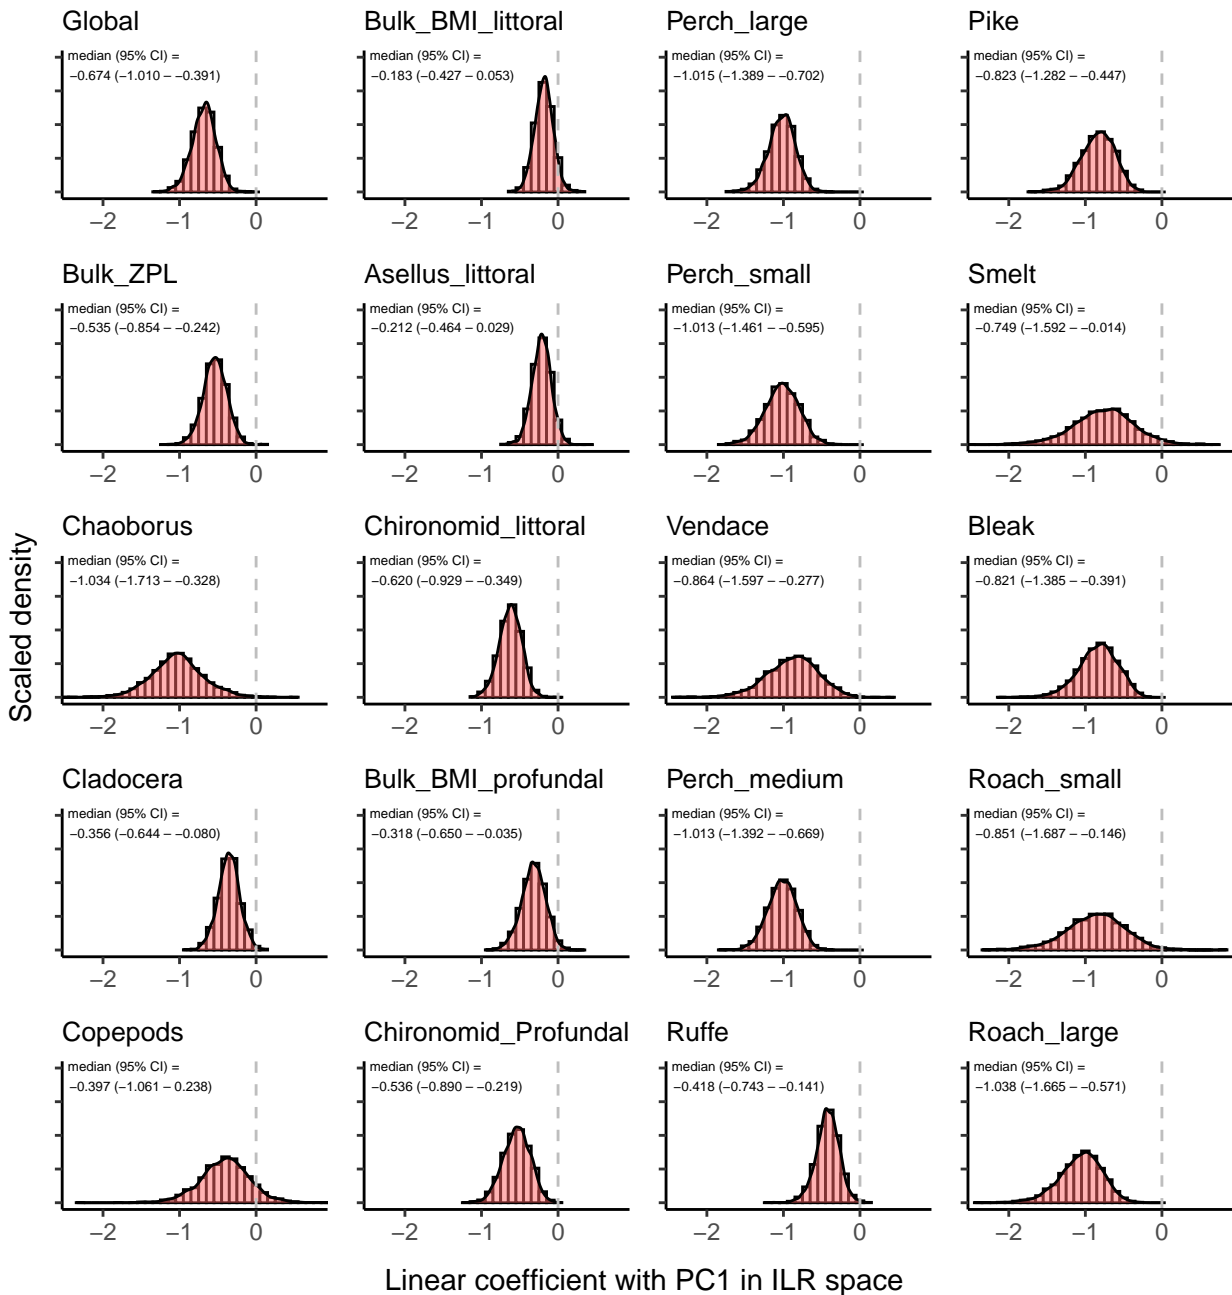 Global
median (95% CI) =
−0.674 (−1.010 – −0.391)
−2 −1 0
Bulk_BMI_littoral
median (95% CI) =
−0.183 (−0.427 – 0.053)
−2 −1 0
Perch_large
median (95% CI) =
−1.015 (−1.389 – −0.702)
−2 −1 0
Pike
median (95% CI) =
−0.823 (−1.282 – −0.447)
−2 −1 0
Bulk_ZPL
median (95% CI) =
−0.535 (−0.854 – −0.242)
−2 −1 0
Asellus_littoral
median (95% CI) =
−0.212 (−0.464 – 0.029)
−2 −1 0
Perch_small
median (95% CI) =
−1.013 (−1.461 – −0.595)
−2 −1 0
Smelt
median (95% CI) =
−0.749 (−1.592 – −0.014)
−2 −1 0
Chaoborus
median (95% CI) =
−1.034 (−1.713 – −0.328)
−2 −1 0
Chironomid_littoral
median (95% CI) =
−0.620 (−0.929 – −0.349)
−2 −1 0
Vendace
median (95% CI) =
−0.864 (−1.597 – −0.277)
−2 −1 0
Bleak
median (95% CI) =
−0.821 (−1.385 – −0.391)
−2 −1 0
Cladocera
median (95% CI) =
−0.356 (−0.644 – −0.080)
−2 −1 0
Bulk_BMI_profundal
median (95% CI) =
−0.318 (−0.650 – −0.035)
−2 −1 0
Perch_medium
median (95% CI) =
−1.013 (−1.392 – −0.669)
−2 −1 0
Roach_small
median (95% CI) =
−0.851 (−1.687 – −0.146)
−2 −1 0
Copepods
median (95% CI) =
−0.397 (−1.061 – 0.238)
−2 −1 0
Chironomid_Profundal
median (95% CI) =
−0.536 (−0.890 – −0.219)
−2 −1 0
Ruffe
median (95% CI) =
−0.418 (−0.743 – −0.141)
−2 −1 0
Roach_large
median (95% CI) =
−1.038 (−1.665 – −0.571)
−2 −1 0
Scaled density
Linear coefficient with PC1 in ILR space